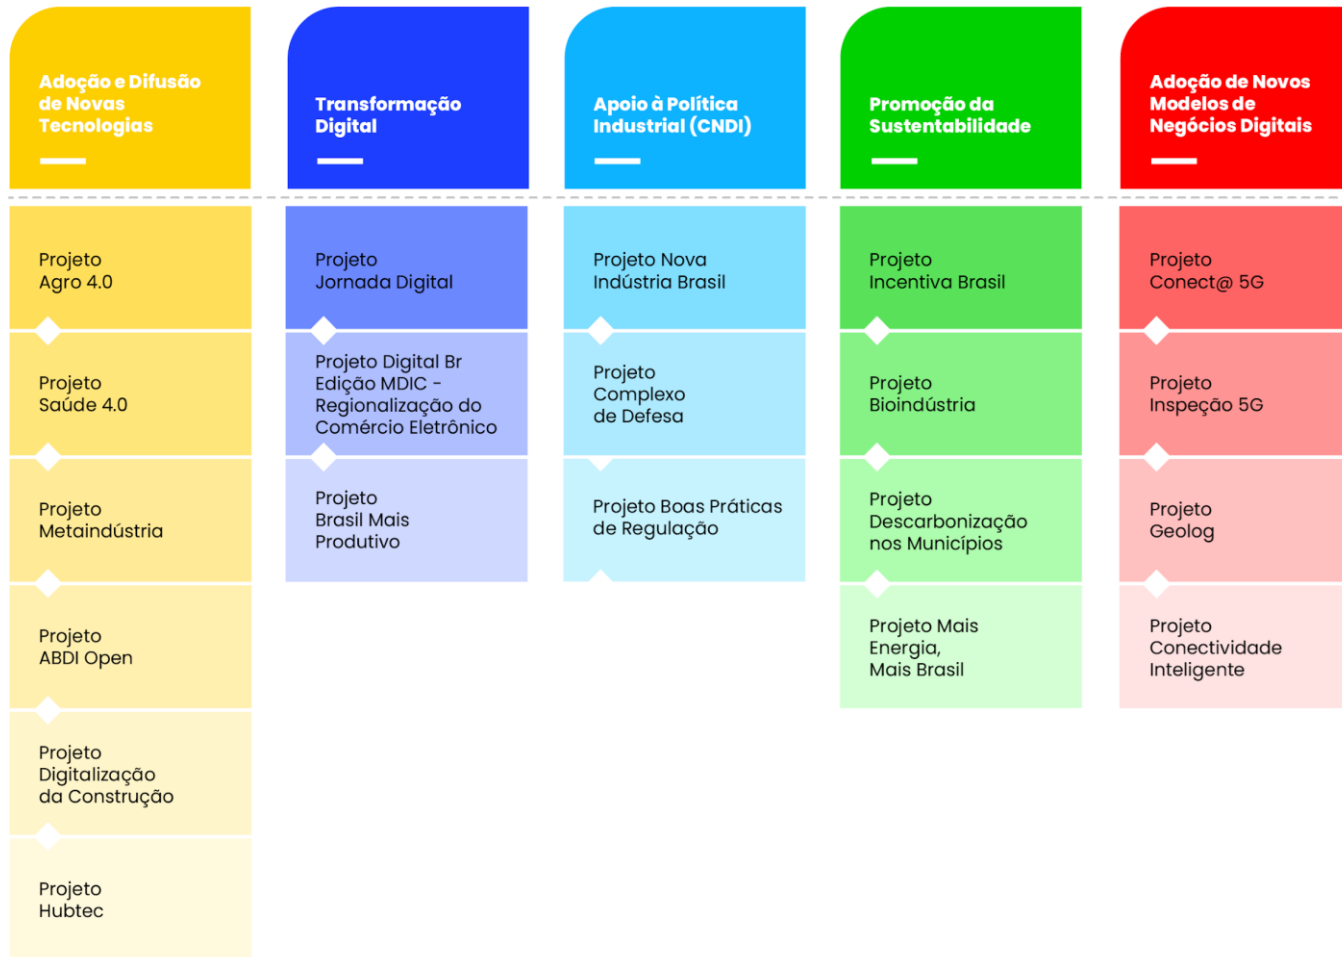 Adoção e Difusão
de Novas
Tecnologias
Projeto
Agro 4.0
Projeto
Saúde 4.0
Projeto
Metaindústria
Projeto
ABDI Open
Projeto
Digitalização
da Construção
Projeto
Hubtec
Transformação
Digital
Projeto
Jornada Digital
Projeto Digital Br
Edição MDIC -
Regionalização do
Comércio Eletrônico
Projeto
Brasil Mais
Produtivo
Apoio à Política
Industrial (CNDI)
Projeto Nova
Indústria Brasil
Projeto
Complexo
de Defesa
Projeto Boas Práticas
de Regulação
Promoção da
Sustentabilidade
Projeto
Incentiva Brasil
Projeto
Bioindústria
Projeto
Descarbonização
nos Municípios
Projeto Mais
Energia,
Mais Brasil
Adoção de Novos
Modelos de
Negócios Digitais
Projeto
Conect@ 5G
Projeto
Inspeção 5G
Projeto
Geolog
Projeto
Conectividade
Inteligente